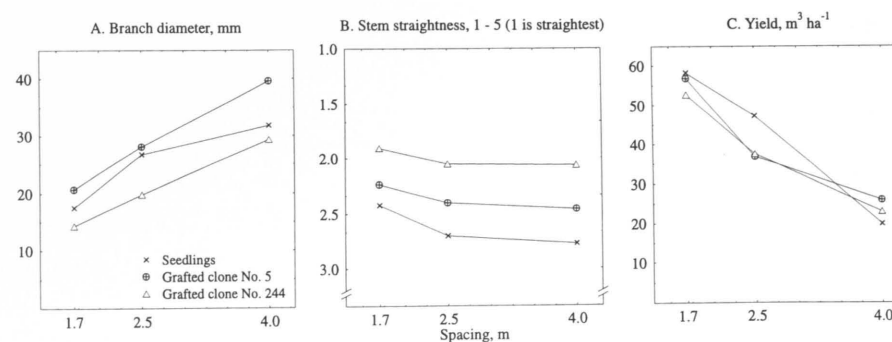 A. Branch diameter, mm
40
30
20
10
× Seedlings
⊕ Grafted clone No. 5
△ Grafted clone No. 244
1.7 2.5 4.0
B. Stem straightness, 1 - 5 (1 is straightest)
1.0
1.5
2.0
2.5
3.0
1.7 2.5 4.0
Spacing, m
C. Yield, m³ ha⁻¹
60
50
40
30
20
10
1.7 2.5 4.0